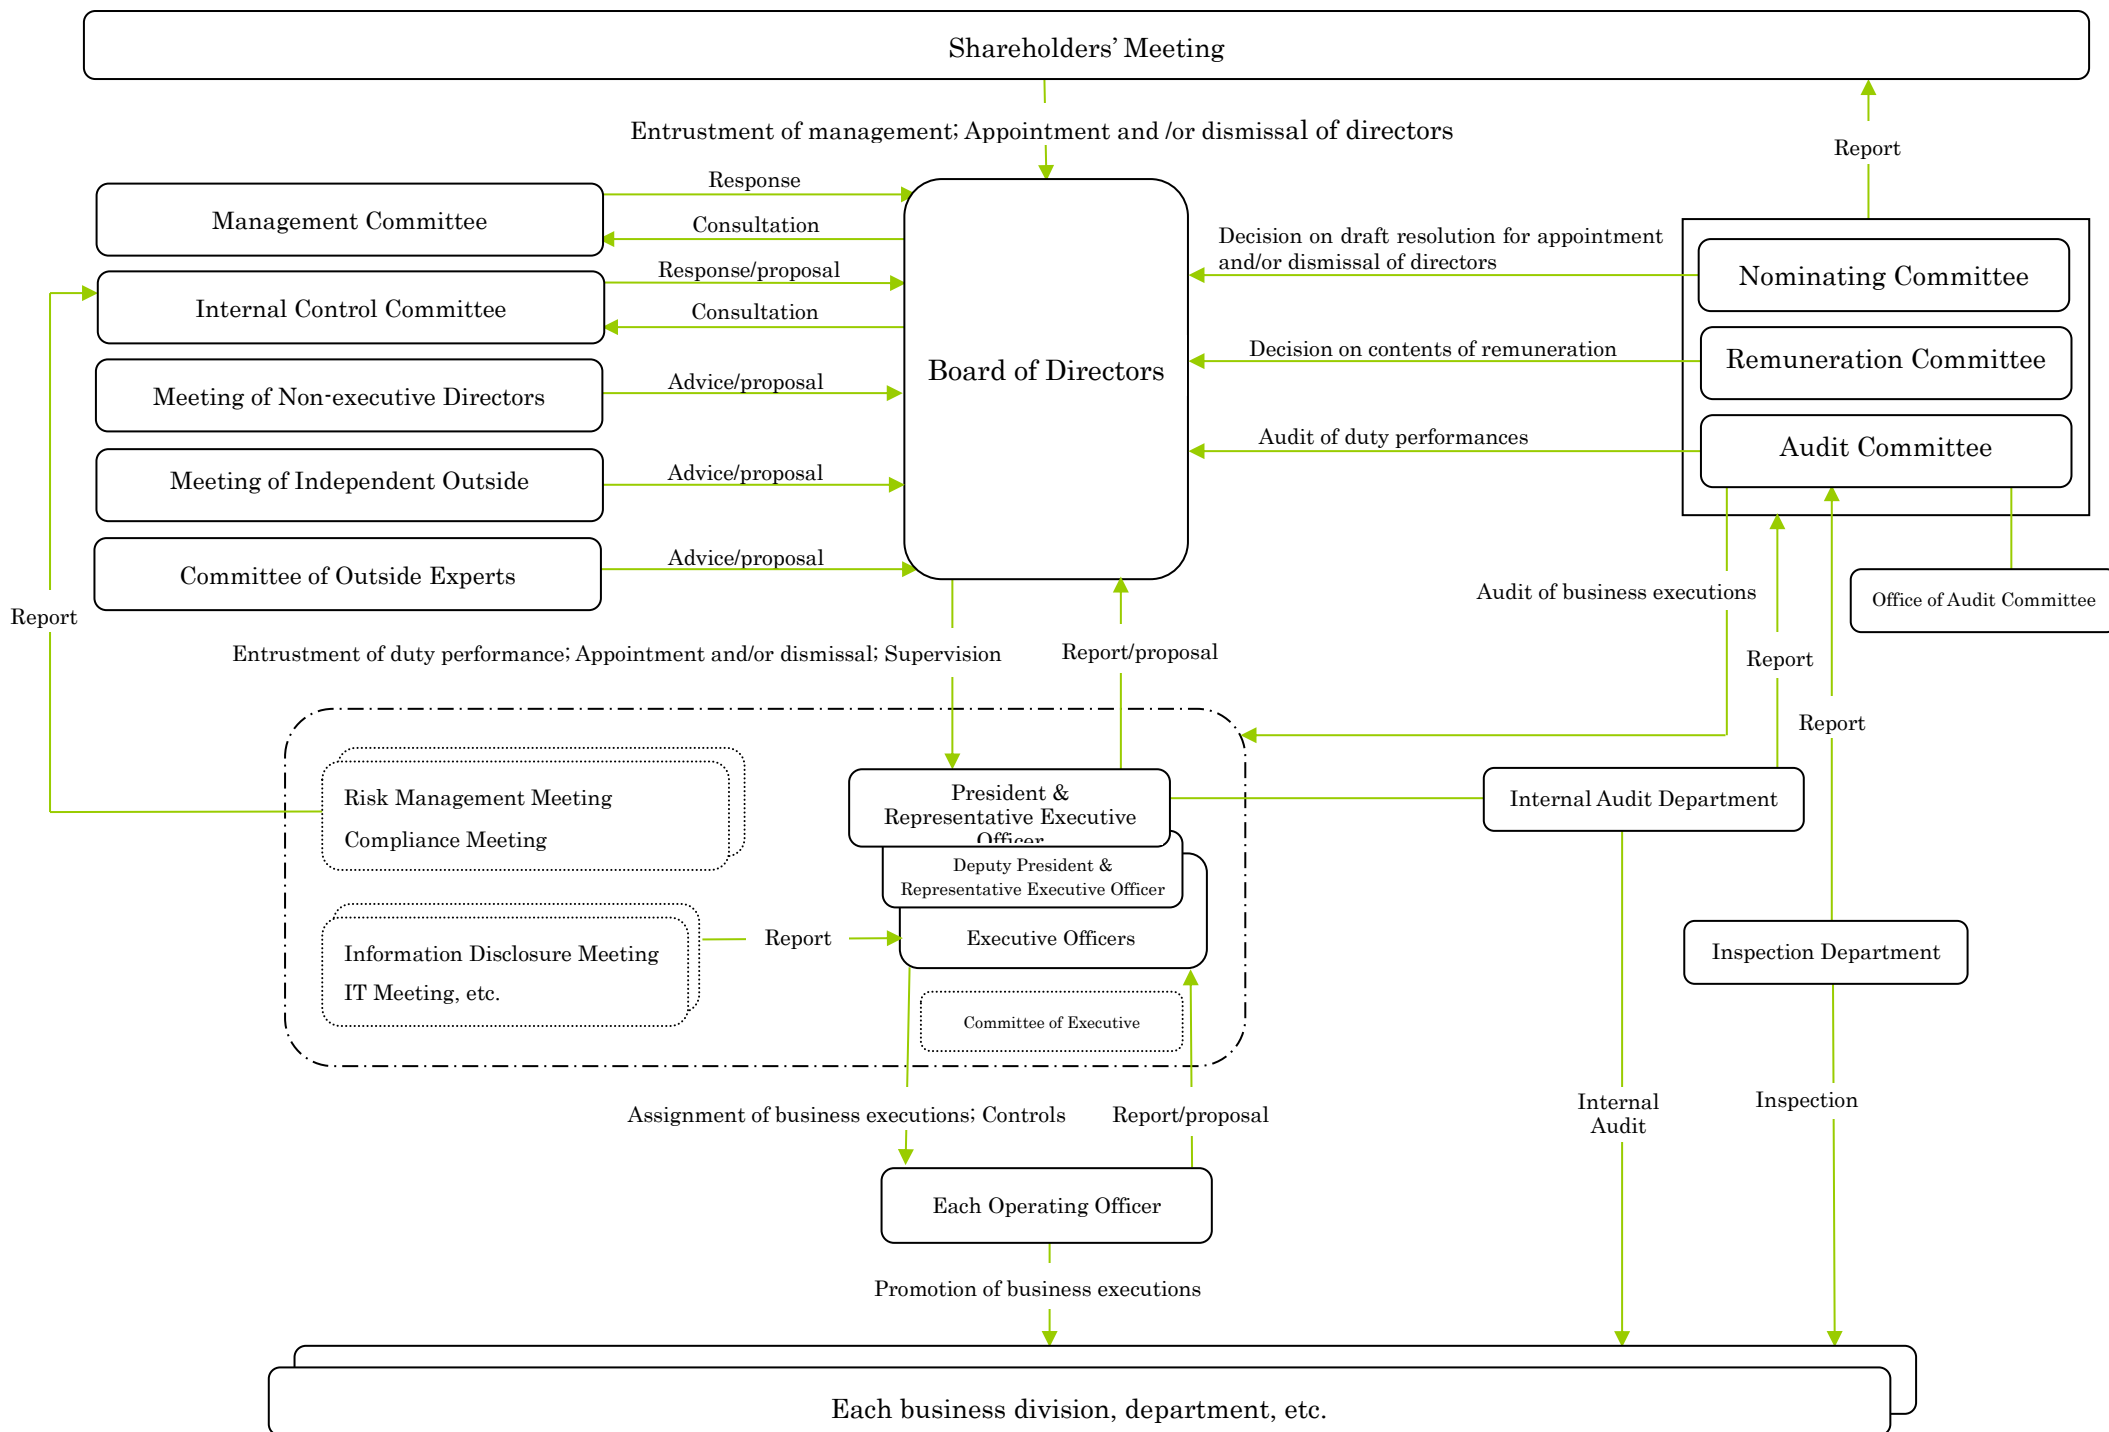 Shareholders' Meeting
Entrustment of management; Appointment and /or dismissal of directors
Report
Response
Management Committee
Consultation
Response/proposal
Internal Control Committee
Consultation
Meeting of Non-executive Directors
Advice/proposal
Meeting of Independent Outside
Advice/proposal
Committee of Outside Experts
Advice/proposal
Board of Directors
Decision on draft resolution for appointment
and/or dismissal of directors
Nominating Committee
Decision on contents of remuneration
Remuneration Committee
Audit of duty performances
Audit Committee
Audit of business executions
Office of Audit Committee
Report
Entrustment of duty performance; Appointment and/or dismissal; Supervision
Report/proposal
Report
Report
Risk Management Meeting
Compliance Meeting
President &
Representative Executive
Officer
Internal Audit Department
Deputy President &
Representative Executive Officer
Information Disclosure Meeting
IT Meeting, etc.
Report
Executive Officers
Inspection Department
Committee of Executive
Assignment of business executions; Controls
Report/proposal
Internal
Audit
Inspection
Each Operating Officer
Promotion of business executions
Each business division, department, etc.